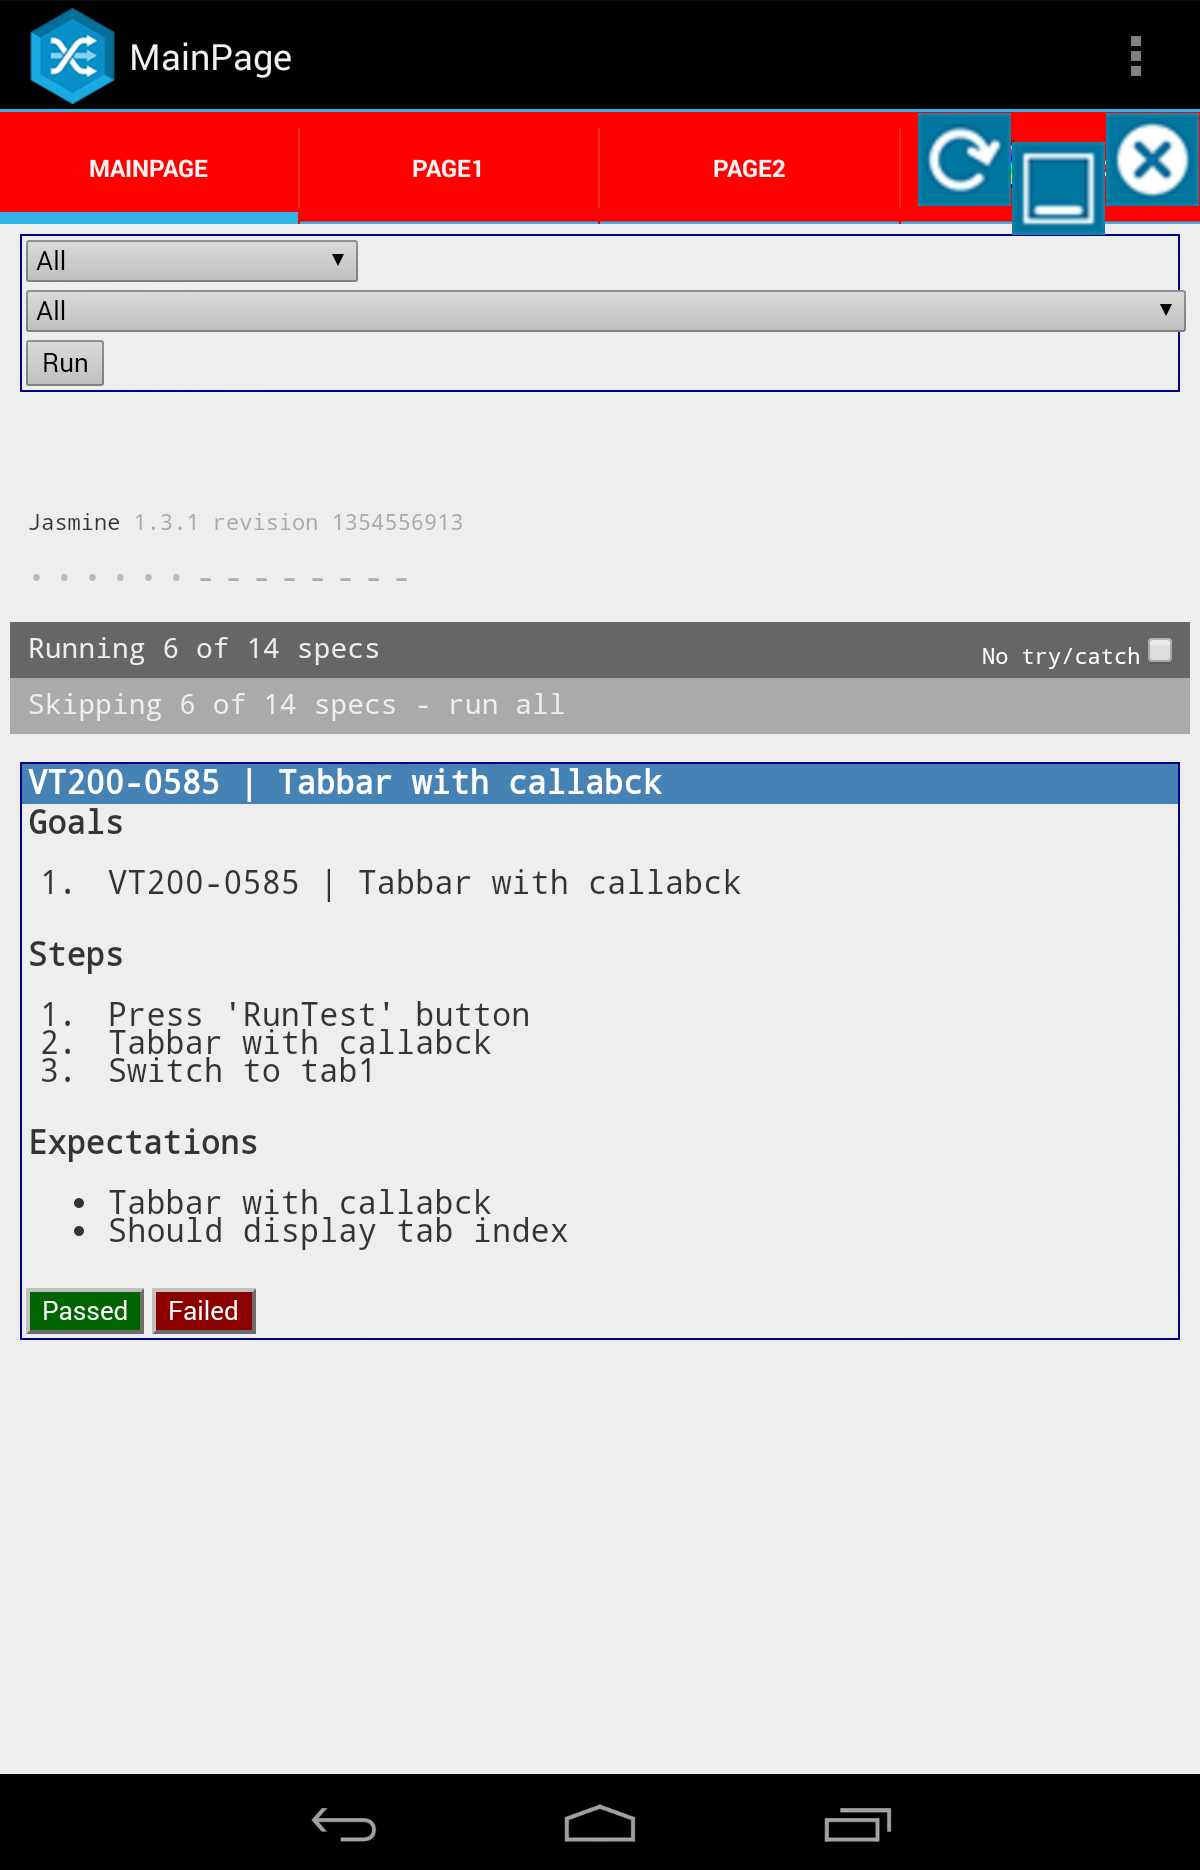 MainPage
MAINPAGE PAGE1 PAGE2
All
All
Run
Jasmine 1.3.1 revision 1354556913
Running 6 of 14 specs No try/catch
Skipping 6 of 14 specs - run all
VT200-0585 | Tabbar with callabck
Goals
1. VT200-0585 | Tabbar with callabck
Steps
1. Press 'RunTest' button
2. Tabbar with callabck
3. Switch to tab1
Expectations
• Tabbar with callabck
• Should display tab index
Passed Failed